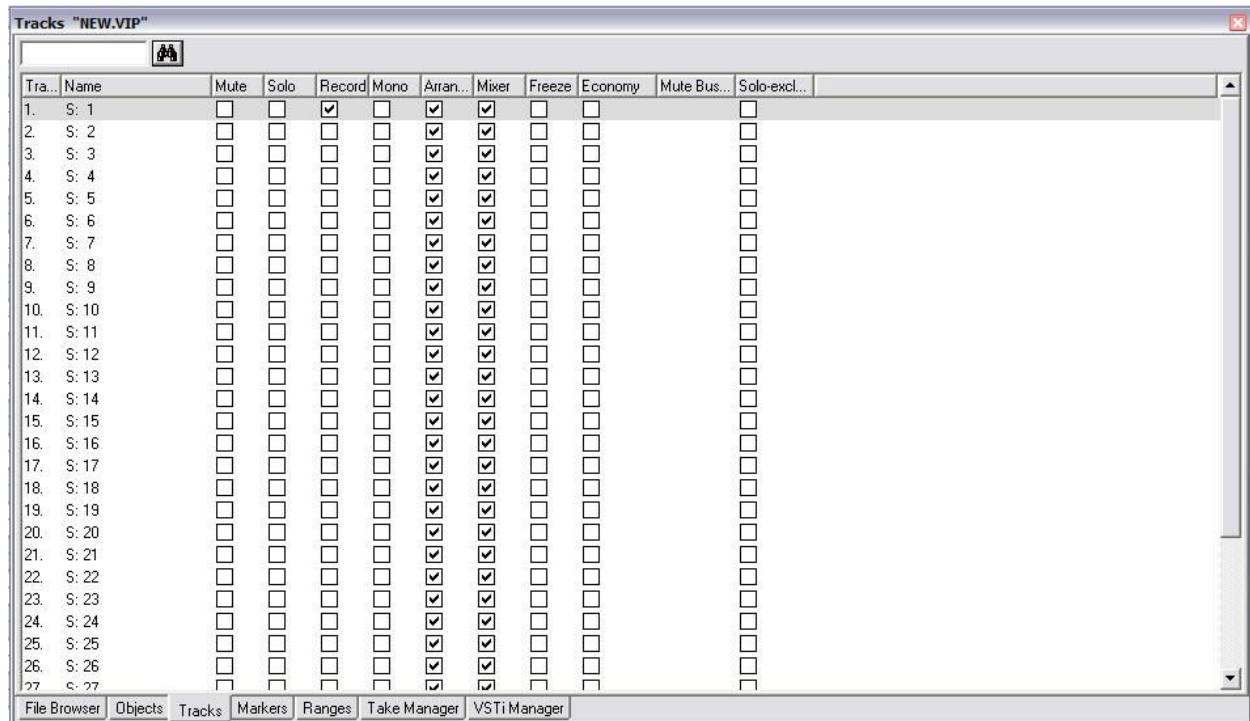 Tracks "NEW.VIP"
Tra... Name Mute Solo Record Mono Arran... Mixer Freeze Economy Mute Bus... Solo-excl...
1. S: 1
2. S: 2
3. S: 3
4. S: 4
5. S: 5
6. S: 6
7. S: 7
8. S: 8
9. S: 9
10. S: 10
11. S: 11
12. S: 12
13. S: 13
14. S: 14
15. S: 15
16. S: 16
17. S: 17
18. S: 18
19. S: 19
20. S: 20
21. S: 21
22. S: 22
23. S: 23
24. S: 24
25. S: 25
26. S: 26
27. S: 27
File Browser Objects Tracks Markers Ranges Take Manager VSTi Manager